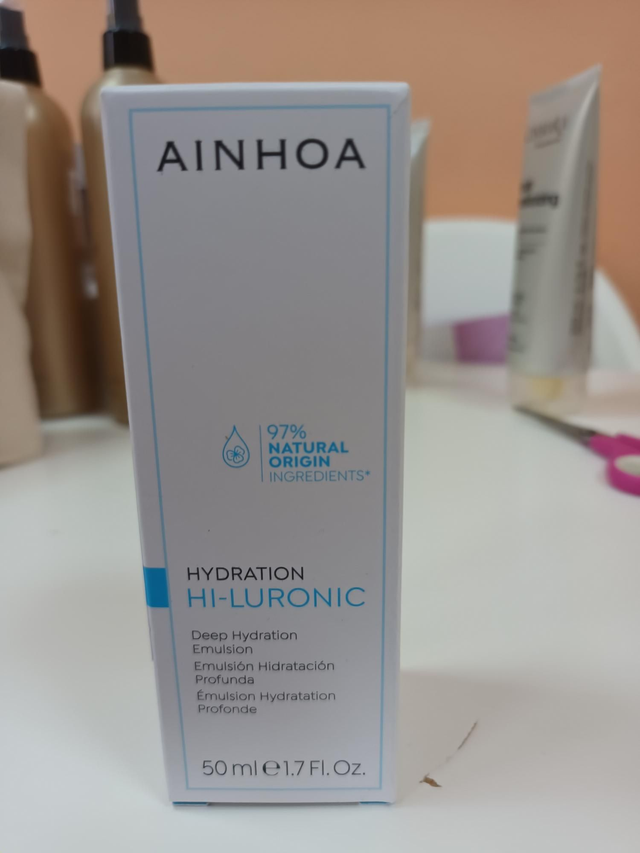 AINHOA
97%
NATURAL
ORIGIN
INGREDIENTS*
HYDRATION
HI-LURONIC
Deep Hydration
Emulsion
Emulsión Hidratación
Profunda
Émulsion Hydratation
Profonde
50 ml ℮ 1.7 Fl. Oz.